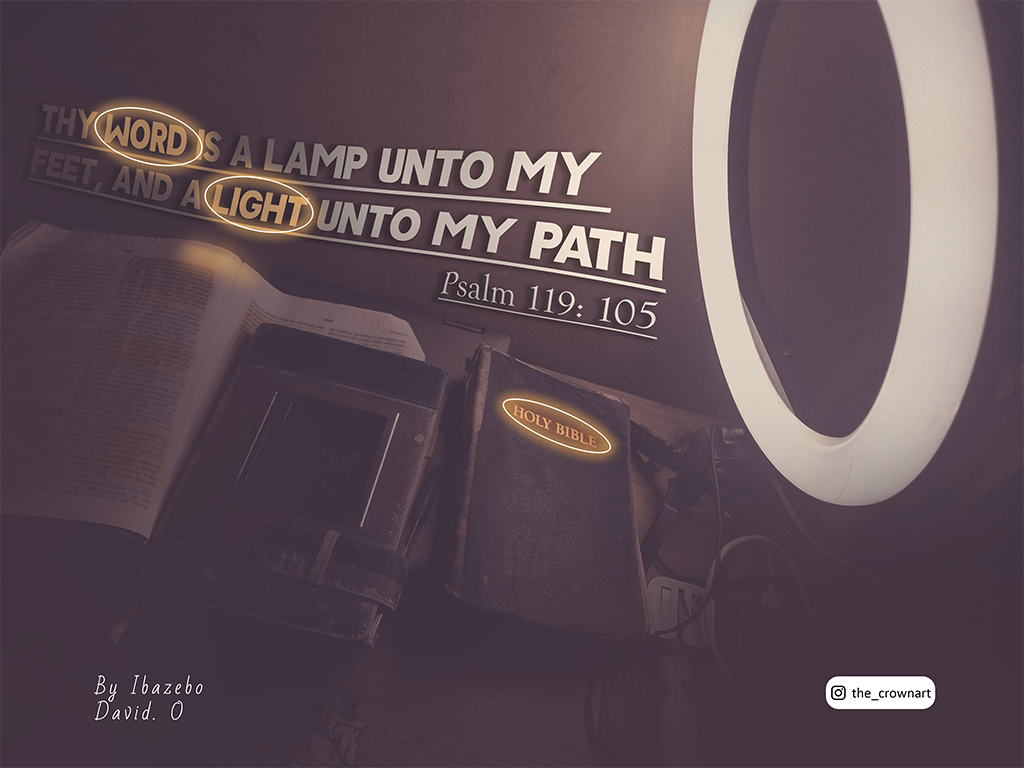 THY WORD IS A LAMP UNTO MY
FEET, AND A LIGHT UNTO MY PATH
Psalm 119: 105
HOLY BIBLE
By Ibazebo
David. O
the_crownart